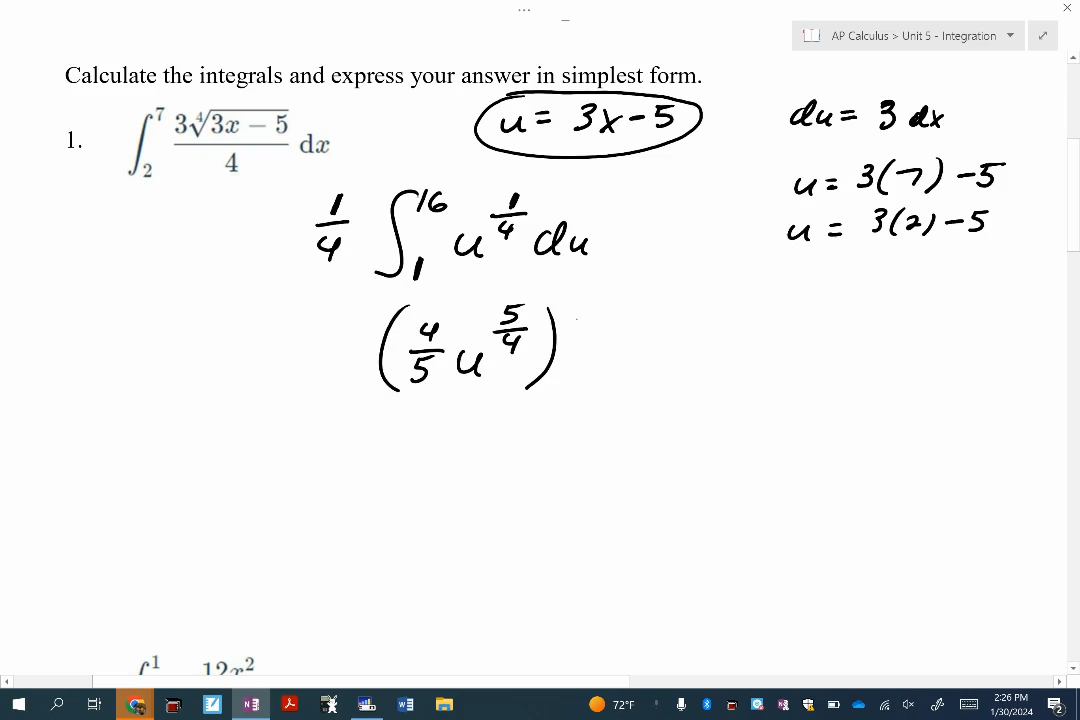 AP Calculus > Unit 5 - Integration
Calculate the integrals and express your answer in simplest form.
u = 3x - 5
du = 3 dx
1. ∫₂⁷ 3∜(3x − 5) / 4 dx
u = 3(7) - 5
u = 3(2) - 5
1/4 ∫₁¹⁶ u^(1/4) du
(4/5 u^(5/4))
∫¹ 12x²
72°F
2:26 PM
1/30/2024